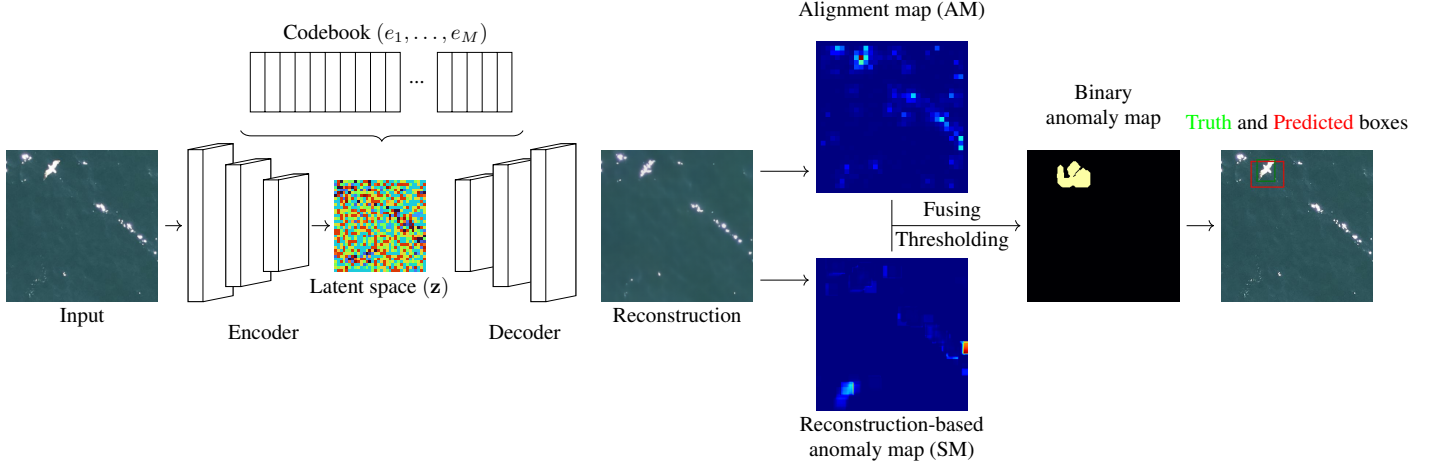 Alignment map (AM)
Codebook (e₁, . . . , e_M)
...
Binary
anomaly map
Truth and Predicted boxes
Fusing
Thresholding
Latent space (z)
Input
Encoder
Decoder
Reconstruction
Reconstruction-based
anomaly map (SM)